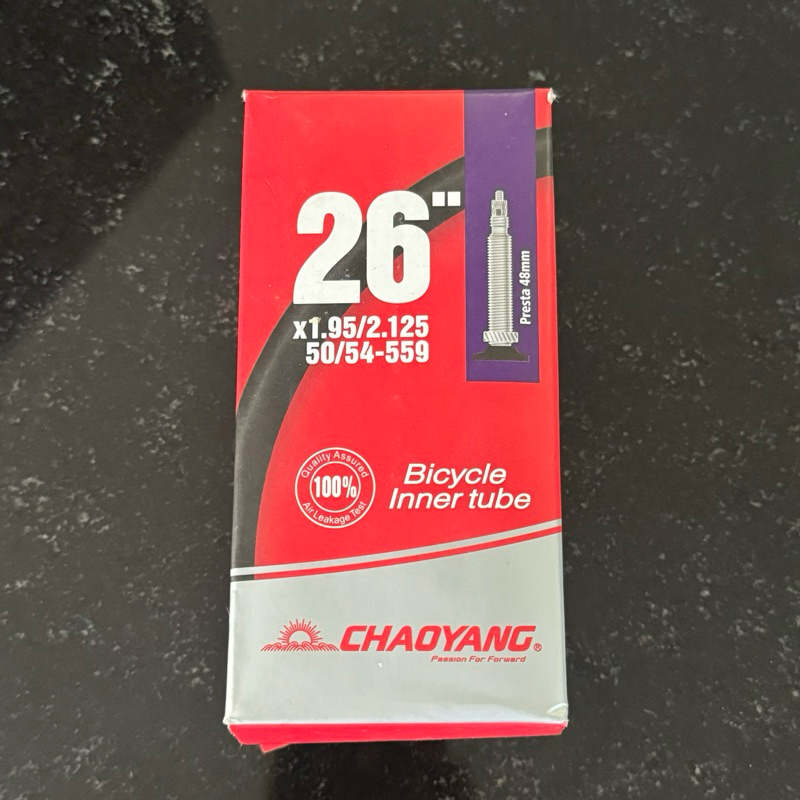 26"
x1.95/2.125
50/54-559
Presta 48mm
Quality Assured
100%
Air Leakage Test
Bicycle
Inner tube
CHAOYANG®
Passion For Forward